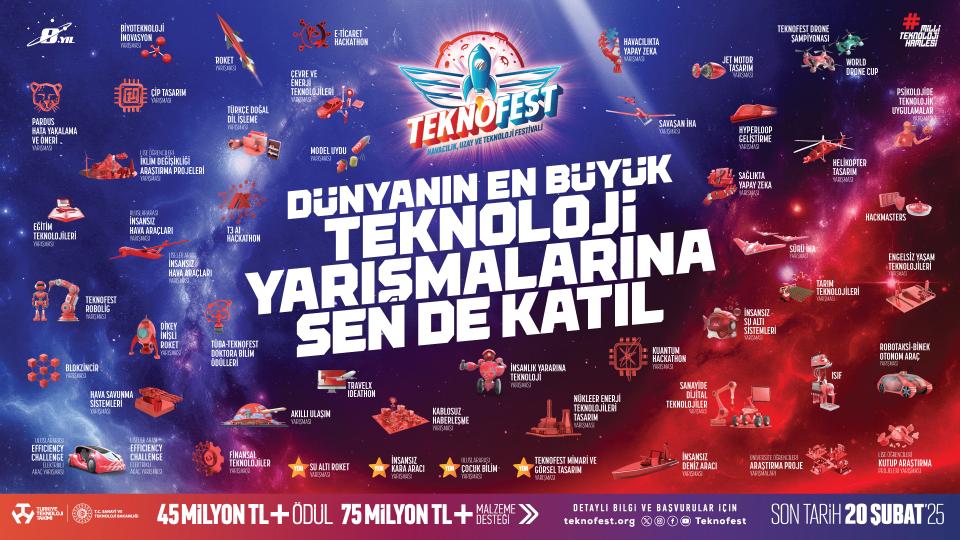 8.YIL
BİYOTEKNOLOJİ
İNOVASYON
YARIŞMASI
ROKET
YARIŞMASI
E-TİCARET
HACKATHON
TEKNOFEST
HAVACILIK, UZAY VE TEKNOLOJİ FESTİVALİ
HAVACILIKTA
YAPAY ZEKA
YARIŞMASI
JET MOTOR
TASARIM
YARIŞMASI
TEKNOFEST DRONE
ŞAMPİYONASI
WORLD
DRONE CUP
#MİLLİ
TEKNOLOJİ
HAMLESİ
PARDUS
HATA YAKALAMA
VE ÖNERİ ..
YARIŞMASI
ÇİP TASARIM
YARIŞMASI
TÜRKÇE DOĞAL
DİL İŞLEME
YARIŞMASI
ÇEVRE VE
ENERJİ
TEKNOLOJİLERİ
YARIŞMASI
MODEL UYDU
YARIŞMASI
SAVAŞAN İHA
YARIŞMASI
HYPERLOOP
GELİŞTİRME
YARIŞMASI
PSİKOLOJİDE
TEKNOLOJİK
UYGULAMALAR
YARIŞMASI
LİSE ÖĞRENCİLERİ
İKLİM DEĞİŞİKLİĞİ
ARAŞTIRMA PROJELERİ
YARIŞMASI
HELİKOPTER
TASARIM
YARIŞMASI
SAĞLIKTA
YAPAY ZEKA
YARIŞMASI
EĞİTİM
TEKNOLOJİLERİ
YARIŞMASI
ULUSLARARASI
İNSANSIZ
HAVA ARAÇLARI
YARIŞMASI
T3 AI
HACKATHON
LİSELER ARASI
İNSANSIZ
HAVA ARAÇLARI
YARIŞMASI
HACKMASTERS
SÜRÜ İHA
YARIŞMASI
ENGELSİZ YAŞAM
TEKNOLOJİLERİ
YARIŞMASI
TARIM
TEKNOLOJİLERİ
YARIŞMASI
DÜNYANIN EN BÜYÜK
TEKNOLOJİ
YARIŞMALARINA
SEN DE KATIL
TEKNOFEST
ROBOLİG
YARIŞMASI
DİKEY
İNİŞLİ
ROKET
YARIŞMASI
TÜBA-TEKNOFEST
DOKTORA BİLİM
ÖDÜLLERİ
İNSANSIZ
SU ALTI
SİSTEMLERİ
YARIŞMASI
BLOKZİNCİR
YARIŞMASI
HAVA SAVUNMA
SİSTEMLERİ
YARIŞMASI
TRAVELX
IDEATHON
İNSANLIK YARARINA
TEKNOLOJİ
YARIŞMASI
KUANTUM
HACKATHON
ROBOTAKSİ-BİNEK
OTONOM ARAÇ
YARIŞMASI
ISIF
AKILLI ULAŞIM
YARIŞMASI
KABLOSUZ
HABERLEŞME
YARIŞMASI
NÜKLEER ENERJİ
TEKNOLOJİLERİ
TASARIM
YARIŞMASI
SANAYİDE
DİJİTAL
TEKNOLOJİLER
YARIŞMASI
ULUSLARARASI
EFFICIENCY
CHALLENGE
ELEKTRİKLİ
ARAÇ YARIŞMASI
LİSELER ARASI
EFFICIENCY
CHALLENGE
ELEKTRİKLİ
ARAÇ YARIŞMASI
FİNANSAL
TEKNOLOJİLER
YARIŞMASI
YENİ
SU ALTI ROKET
YARIŞMASI
YENİ
İNSANSIZ
KARA ARACI
YARIŞMASI
YENİ
ULUSLARARASI
ÇOCUK BİLİM
YARIŞMASI
YENİ
TEKNOFEST MİMARİ VE
GÖRSEL TASARIM
YARIŞMASI
İNSANSIZ
DENİZ ARACI
YARIŞMASI
ÜNİVERSİTE ÖĞRENCİLERİ
ARAŞTIRMA PROJE
YARIŞMALARI
LİSE ÖĞRENCİLERİ
KUTUP ARAŞTIRMA
PROJELERİ YARIŞMASI
TÜRKİYE
TEKNOLOJİ
TAKIMI
T.C. SANAYİ VE
TEKNOLOJİ BAKANLIĞI
45 MİLYON TL+ ÖDÜL 75 MİLYON TL+ MALZEME
DESTEĞİ
DETAYLI BİLGİ VE BAŞVURULAR İÇİN
teknofest.org Teknofest
SON TARİH 20 ŞUBAT'25